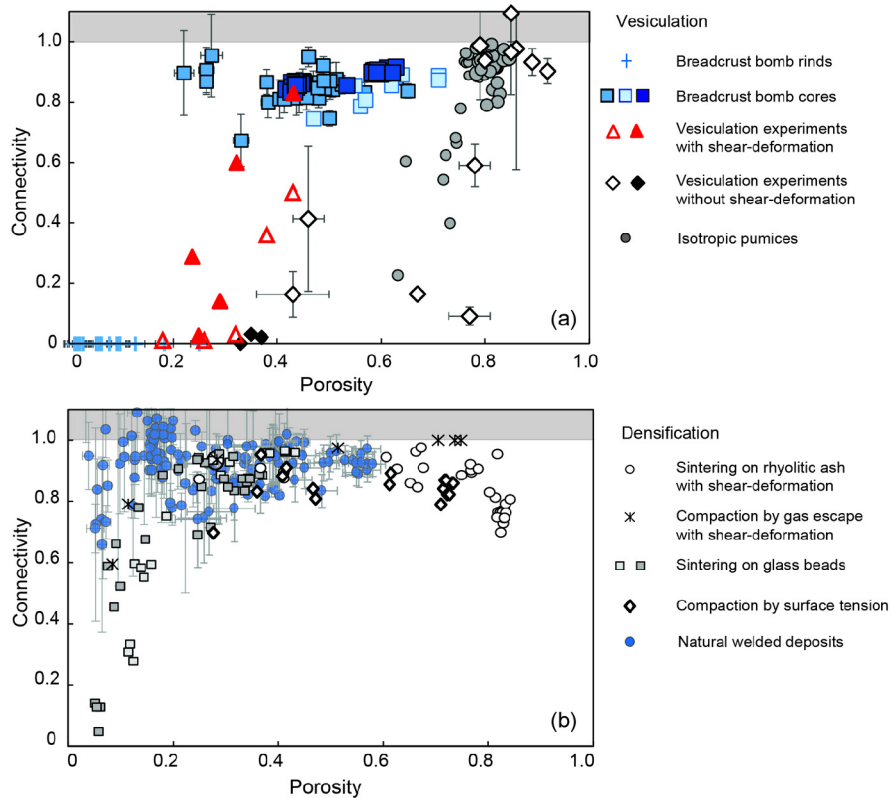 1.0
0.8
0.6
0.4
0.2
0
Connectivity
0
0.2
0.4
0.6
0.8
1.0
Porosity
(a)
Vesiculation
Breadcrust bomb rinds
Breadcrust bomb cores
Vesiculation experiments
with shear-deformation
Vesiculation experiments
without shear-deformation
Isotropic pumices
1.0
0.8
0.6
0.4
0.2
0
Connectivity
0
0.2
0.4
0.6
0.8
1.0
Porosity
(b)
Densification
Sintering on rhyolitic ash
with shear-deformation
Compaction by gas escape
with shear-deformation
Sintering on glass beads
Compaction by surface tension
Natural welded deposits